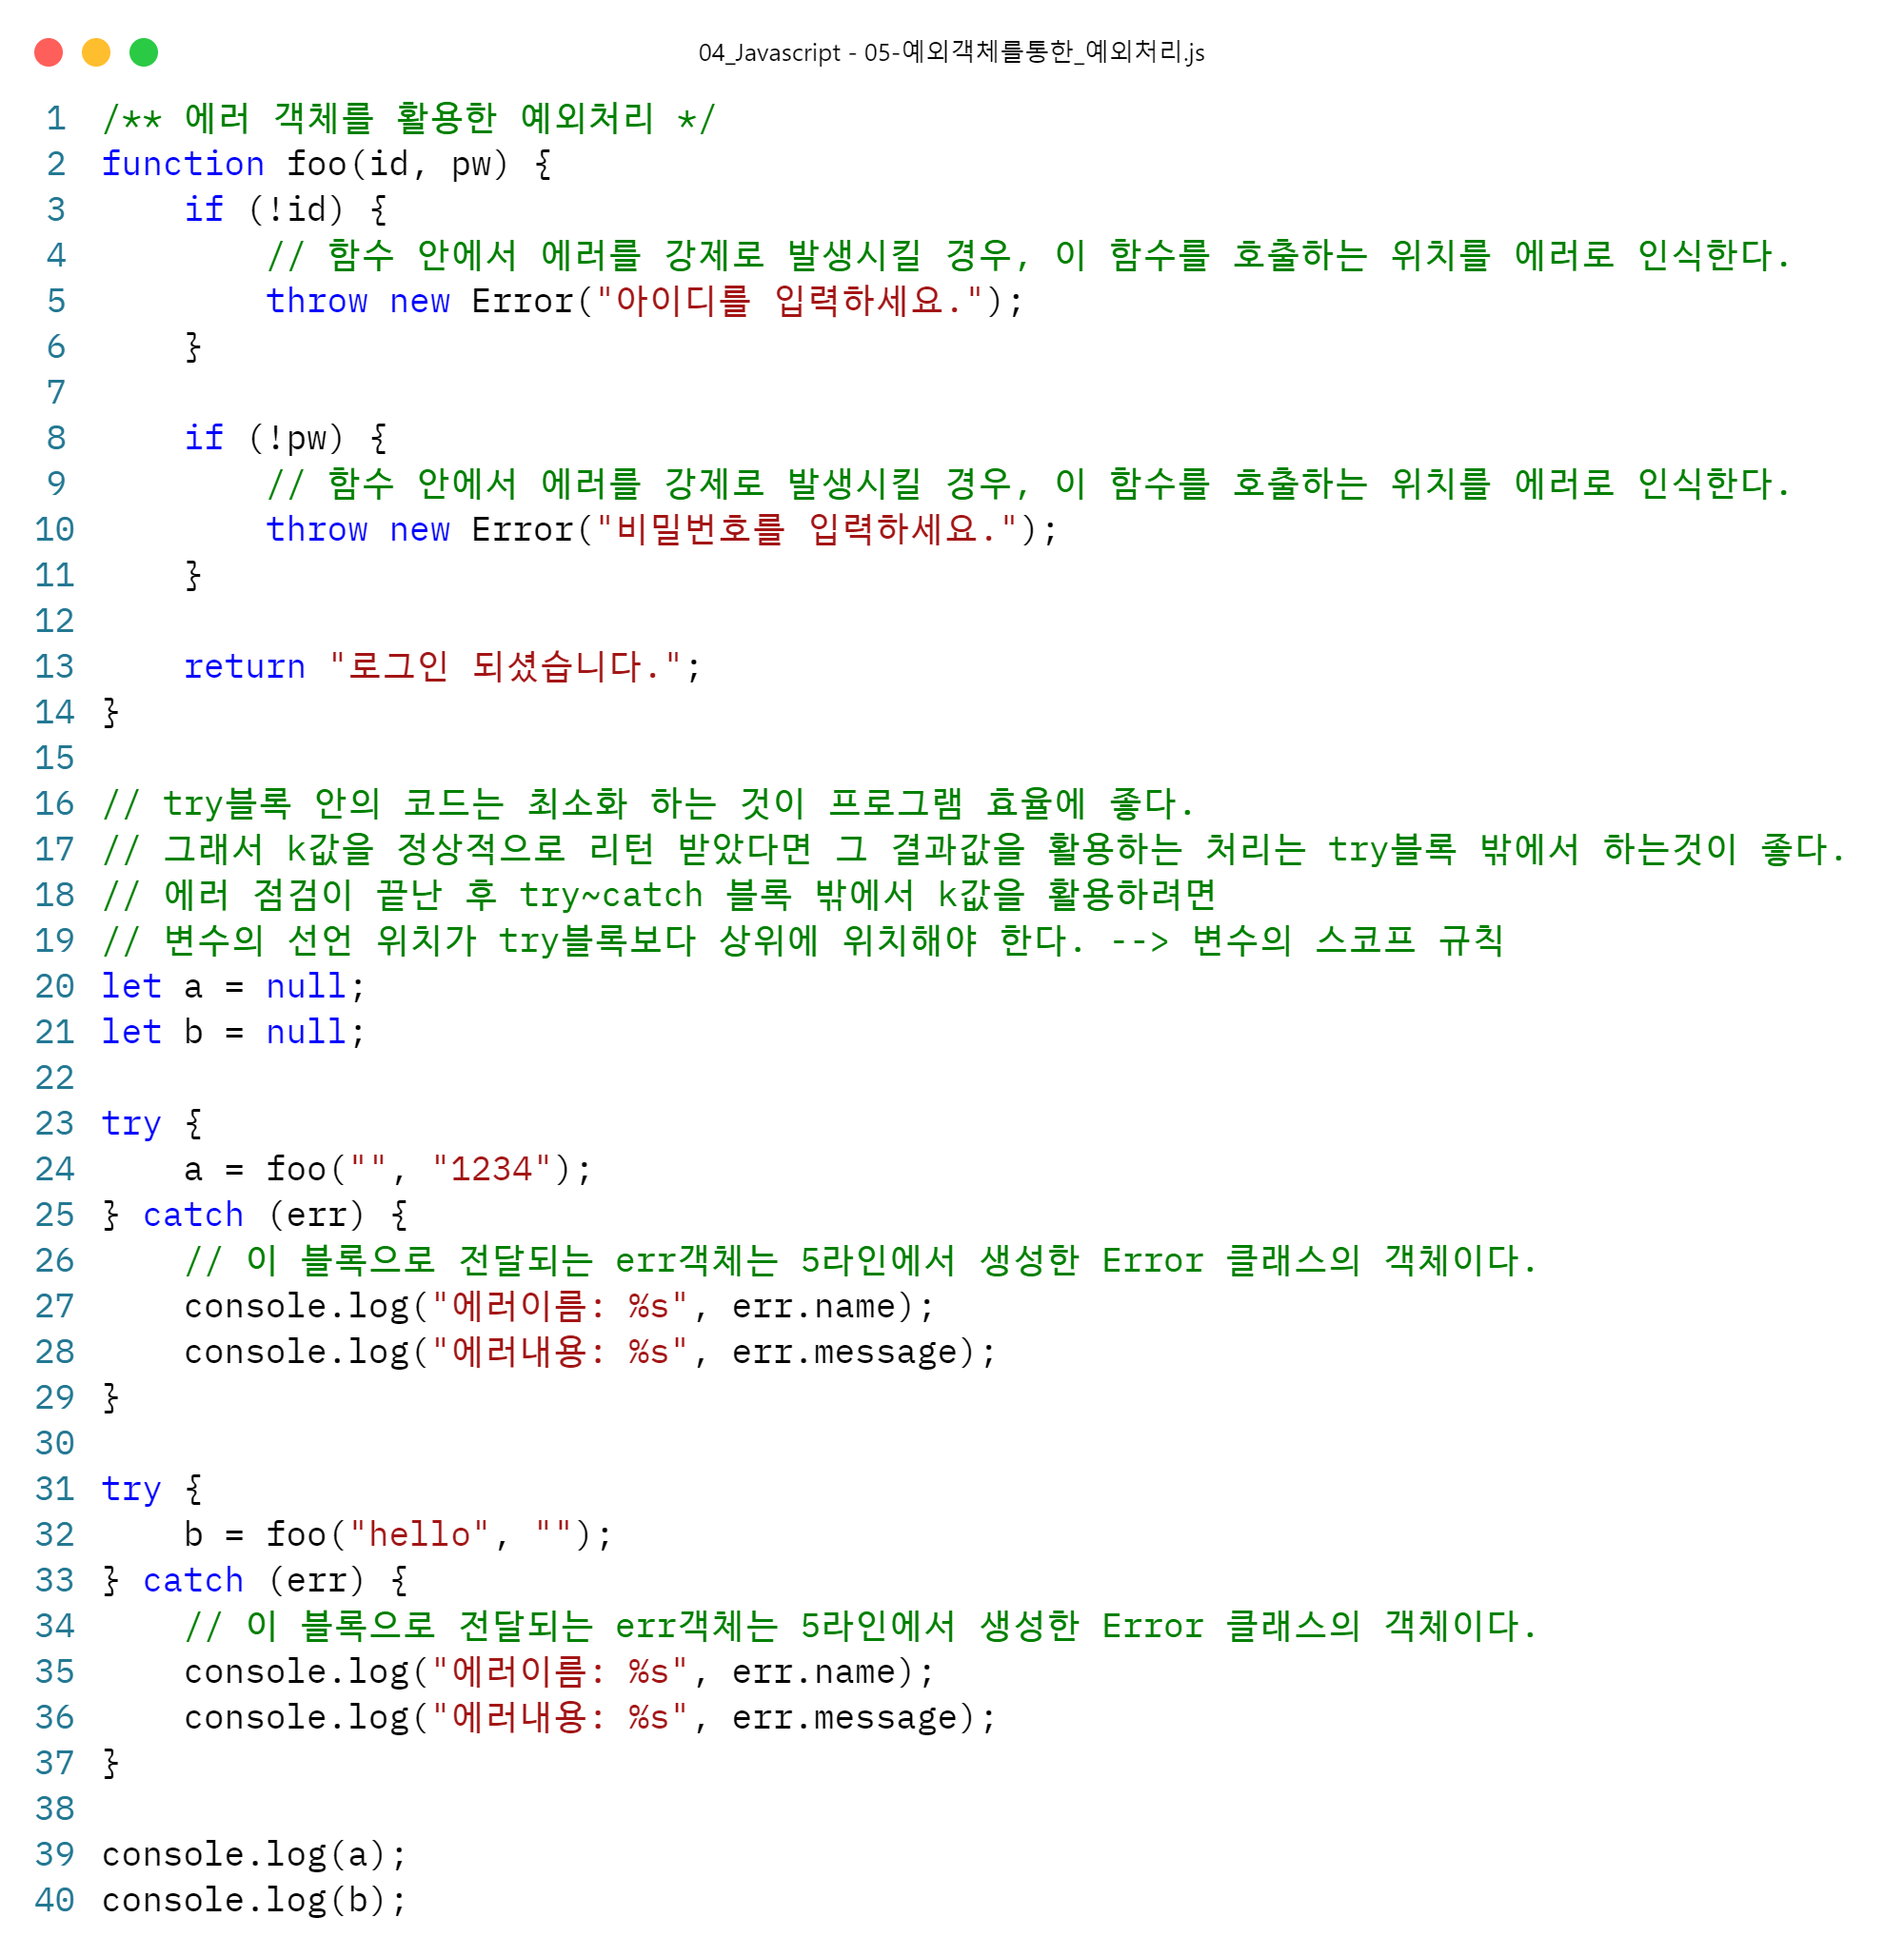 04_Javascript - 05-예외객체를통한_예외처리.js
1 /** 에러 객체를 활용한 예외처리 */
2 function foo(id, pw) {
3     if (!id) {
4         // 함수 안에서 에러를 강제로 발생시킬 경우, 이 함수를 호출하는 위치를 에러로 인식한다.
5         throw new Error("아이디를 입력하세요.");
6     }
7
8     if (!pw) {
9         // 함수 안에서 에러를 강제로 발생시킬 경우, 이 함수를 호출하는 위치를 에러로 인식한다.
10         throw new Error("비밀번호를 입력하세요.");
11     }
12
13     return "로그인 되셨습니다.";
14 }
15
16 // try블록 안의 코드는 최소화 하는 것이 프로그램 효율에 좋다.
17 // 그래서 k값을 정상적으로 리턴 받았다면 그 결과값을 활용하는 처리는 try블록 밖에서 하는것이 좋다.
18 // 에러 점검이 끝난 후 try~catch 블록 밖에서 k값을 활용하려면
19 // 변수의 선언 위치가 try블록보다 상위에 위치해야 한다. --> 변수의 스코프 규칙
20 let a = null;
21 let b = null;
22
23 try {
24     a = foo("", "1234");
25 } catch (err) {
26     // 이 블록으로 전달되는 err객체는 5라인에서 생성한 Error 클래스의 객체이다.
27     console.log("에러이름: %s", err.name);
28     console.log("에러내용: %s", err.message);
29 }
30
31 try {
32     b = foo("hello", "");
33 } catch (err) {
34     // 이 블록으로 전달되는 err객체는 5라인에서 생성한 Error 클래스의 객체이다.
35     console.log("에러이름: %s", err.name);
36     console.log("에러내용: %s", err.message);
37 }
38
39 console.log(a);
40 console.log(b);